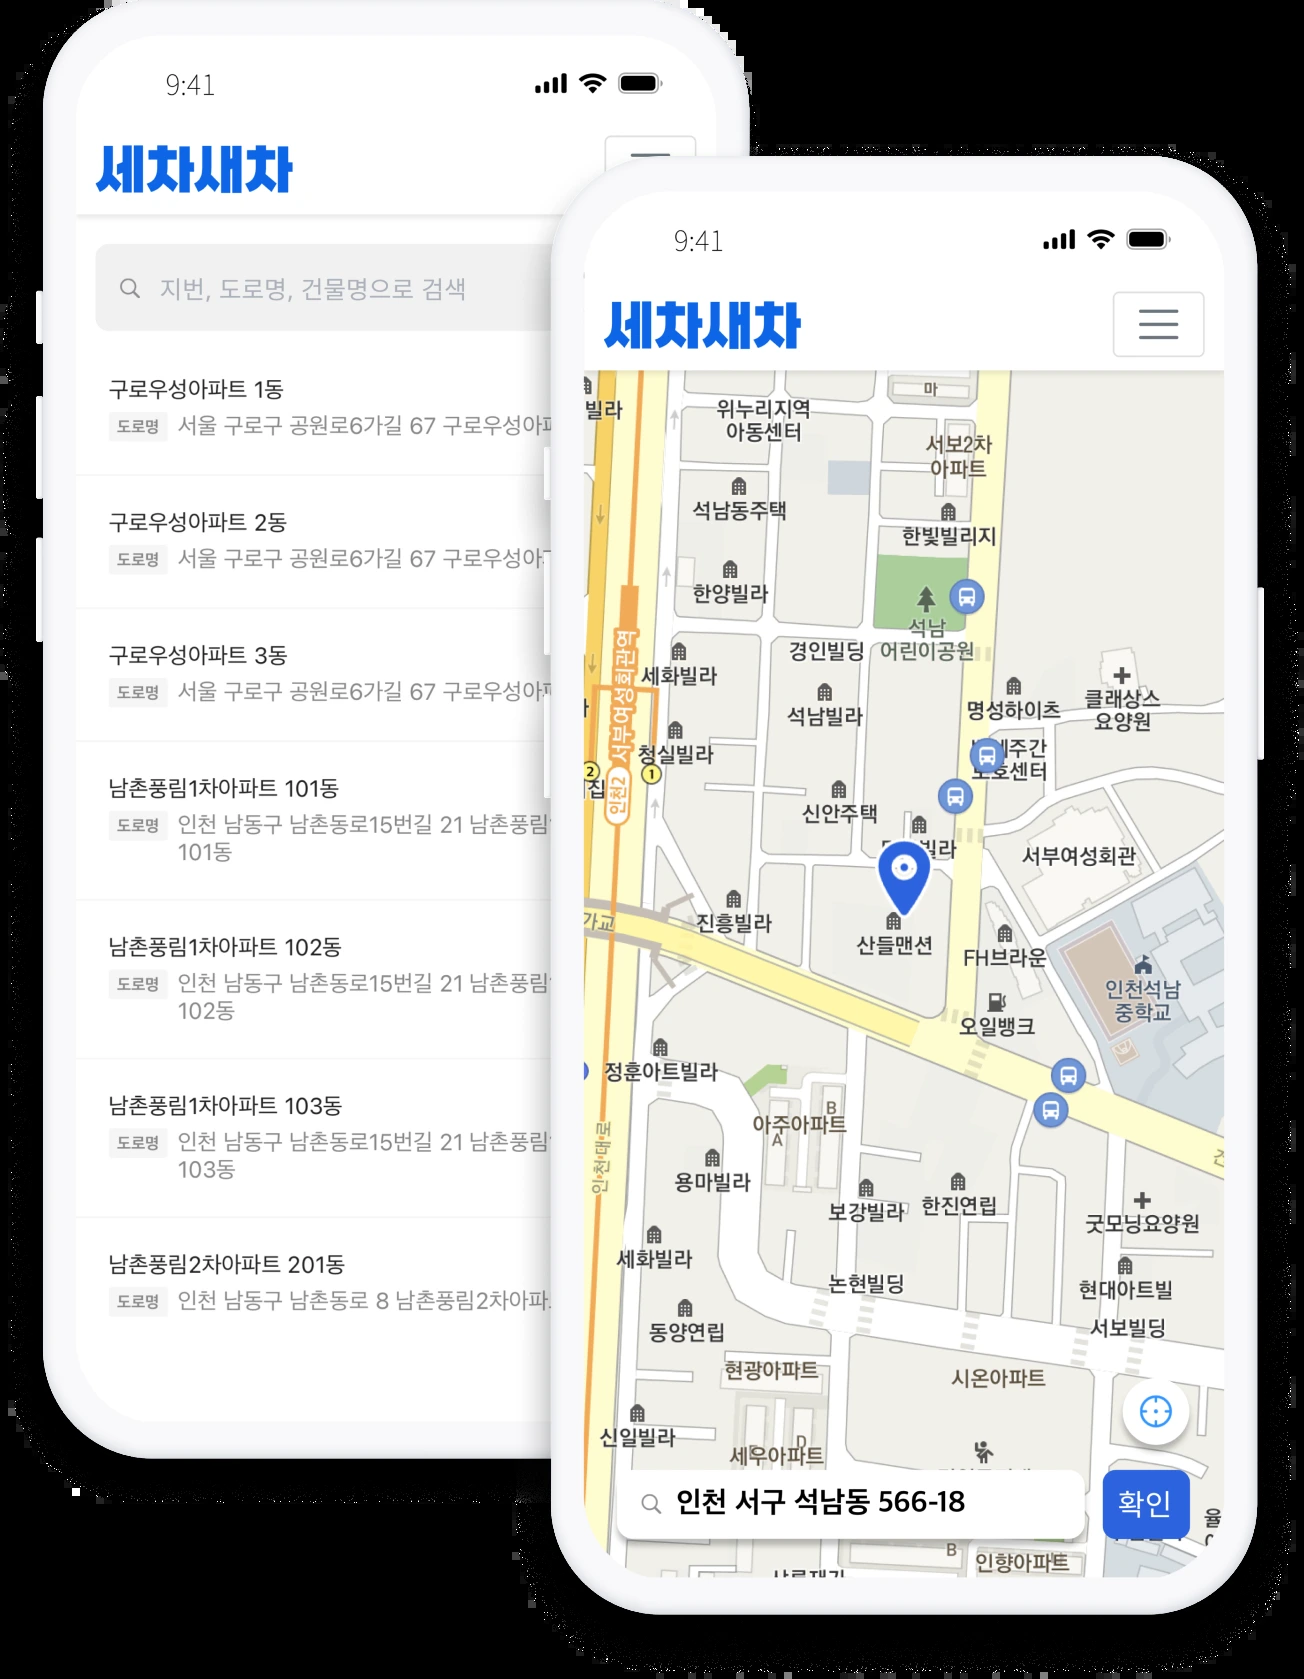 9:41
세차새차
지번, 도로명, 건물명으로 검색
구로우성아파트 1동
도로명 서울 구로구 공원로6가길 67 구로우성아
구로우성아파트 2동
도로명 서울 구로구 공원로6가길 67 구로우성아
구로우성아파트 3동
도로명 서울 구로구 공원로6가길 67 구로우성아
남촌풍림1차아파트 101동
도로명 인천 남동구 남촌동로15번길 21 남촌풍림
101동
남촌풍림1차아파트 102동
도로명 인천 남동구 남촌동로15번길 21 남촌풍림
102동
남촌풍림1차아파트 103동
도로명 인천 남동구 남촌동로15번길 21 남촌풍림
103동
남촌풍림2차아파트 201동
도로명 인천 남동구 남촌동로 8 남촌풍림2차아파
9:41
세차새차
마
빌라
위누리지역
아동센터
서보2차
아파트
석남동주택
한빛빌리지
한양빌라
석남
어린이공원
경인빌딩
세화빌라
서부여성회관역
인천2
클래상스
요양원
명성하이츠
석남빌라
청실빌라
주간
보호센터
2
1
집
신안주택
빌라
서부여성회관
진흥빌라
가교
산들맨션
FH브라운
인천석남
중학교
오일뱅크
정훈아트빌라
아주아파트
B
A
인천대로
용마빌라
보강빌라
한진연립
굿모닝요양원
세화빌라
논현빌딩
현대아트빌
동양연립
서보빌딩
현광아파트
시온아파트
신일빌라
세우아파트
D
인천 서구 석남동 566-18
확인
율
B
인향아파트